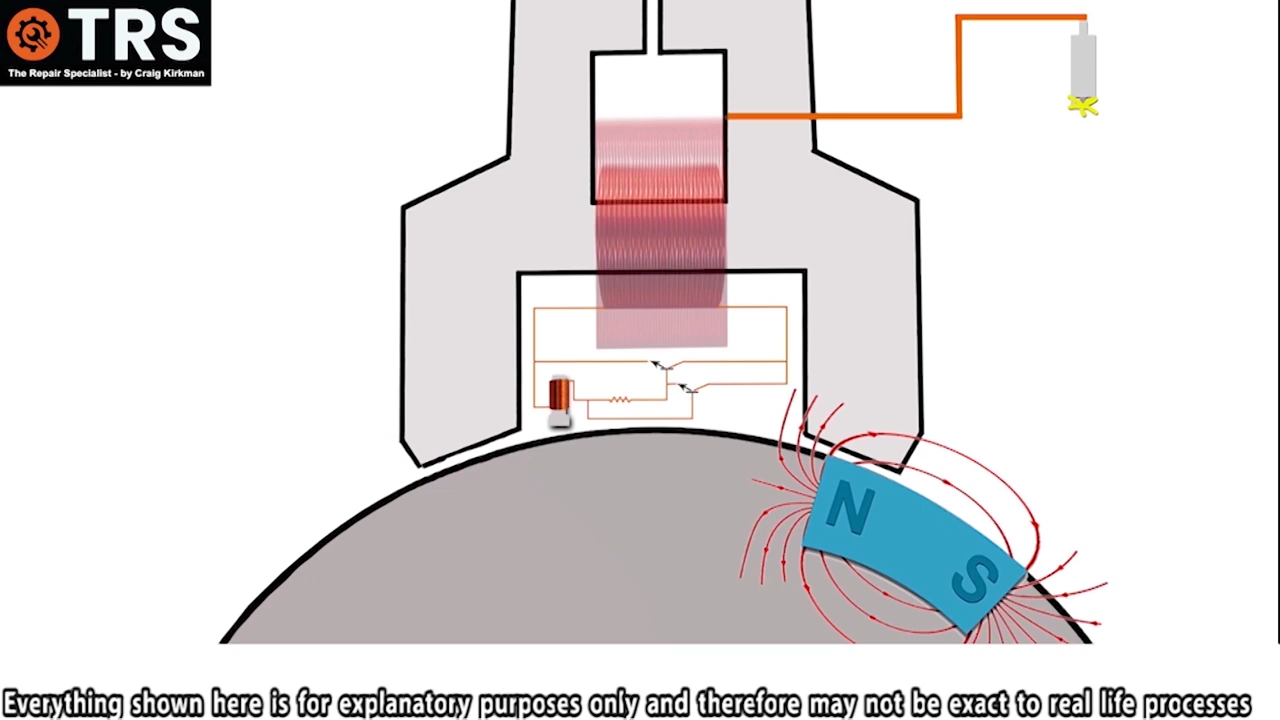 TRS
The Repair Specialist - by Craig Kirkman
N
S
Everything shown here is for explanatory purposes only and therefore may not be exact to real life processes